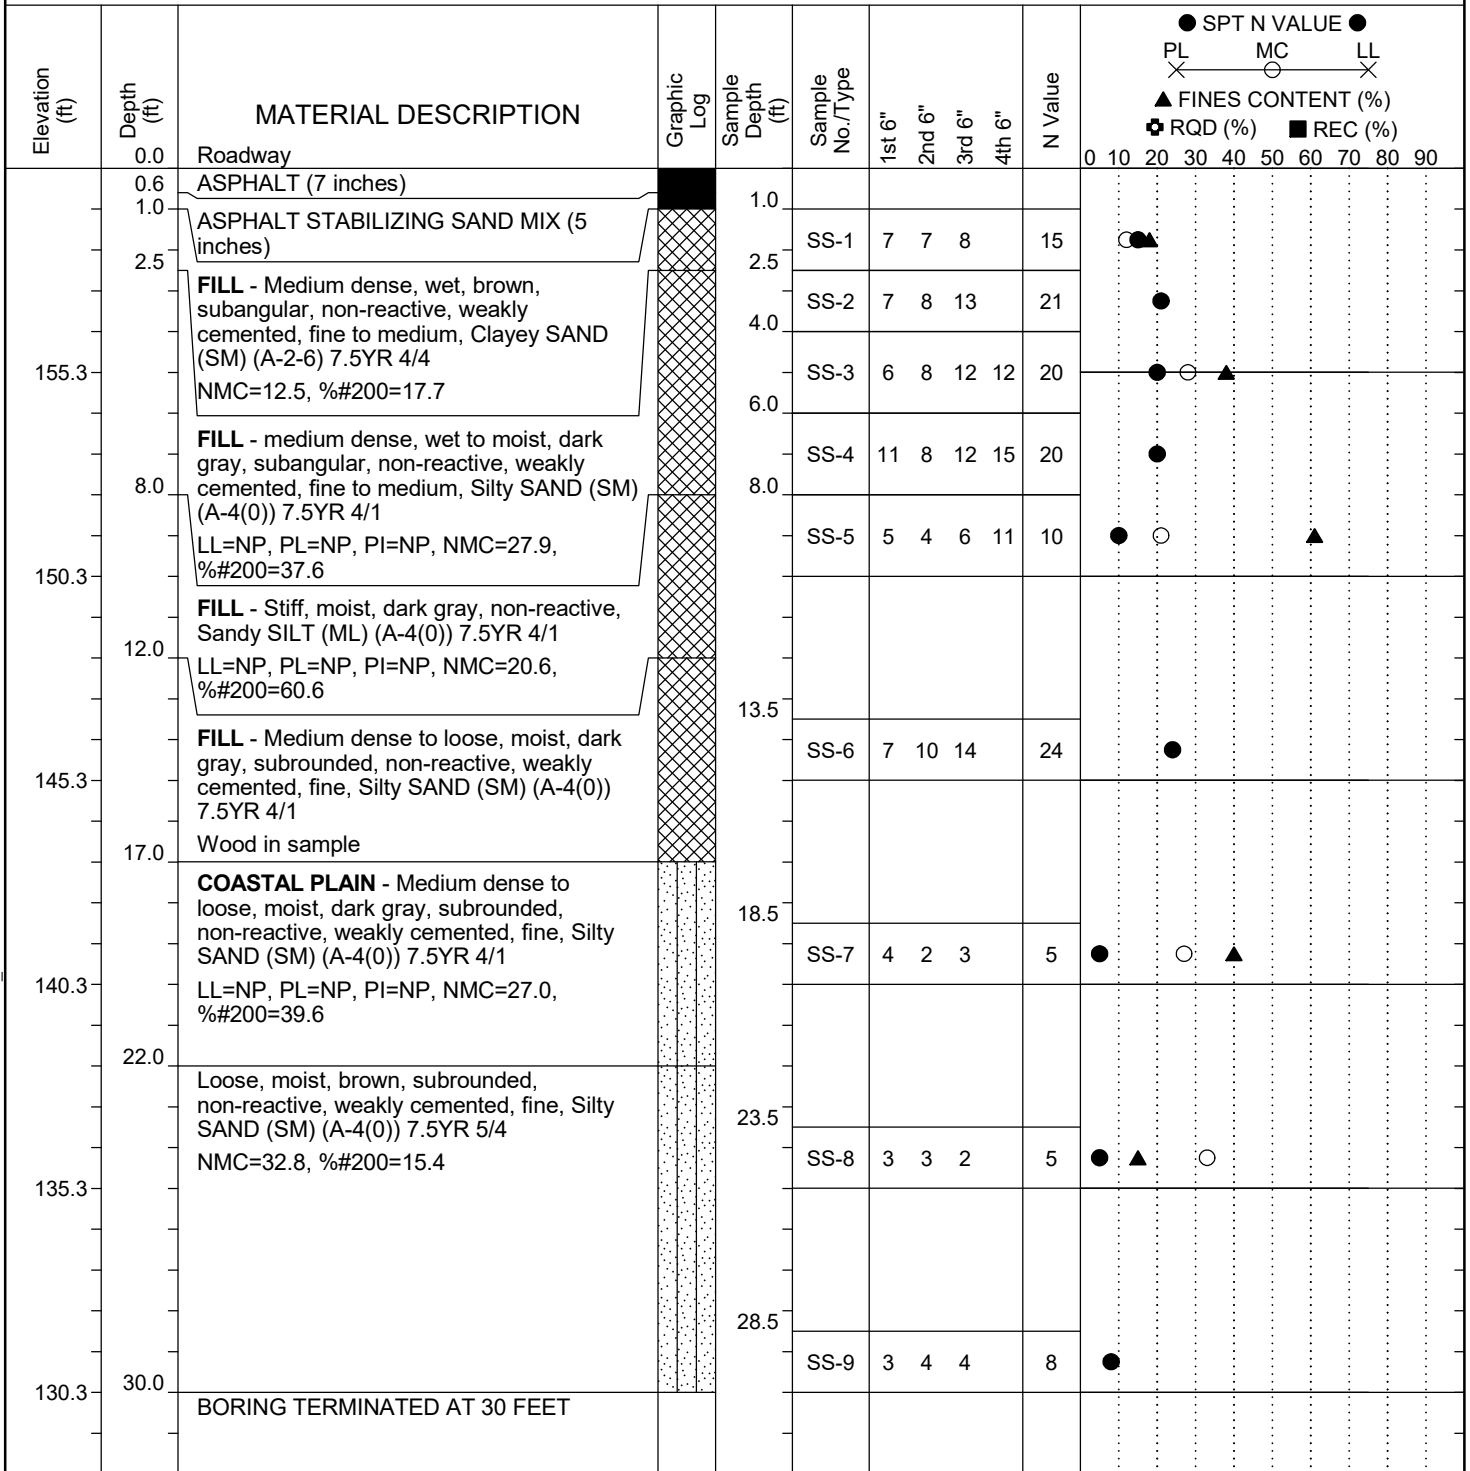 ● SPT N VALUE ●
PL MC LL
▲ FINES CONTENT (%)
RQD (%) ■ REC (%)
Elevation (ft)
Depth (ft)
MATERIAL DESCRIPTION
Graphic Log
Sample Depth (ft)
Sample No./Type
1st 6"
2nd 6"
3rd 6"
4th 6"
N Value
0 10 20 30 40 50 60 70 80 90
0.0 Roadway
0.6 ASPHALT (7 inches)
1.0 1.0
ASPHALT STABILIZING SAND MIX (5
inches)
SS-1 7 7 8 15
2.5 2.5
FILL - Medium dense, wet, brown,
subangular, non-reactive, weakly
cemented, fine to medium, Clayey SAND
(SM) (A-2-6) 7.5YR 4/4
NMC=12.5, %#200=17.7
SS-2 7 8 13 21
4.0
155.3
SS-3 6 8 12 12 20
6.0
FILL - medium dense, wet to moist, dark
gray, subangular, non-reactive, weakly
cemented, fine to medium, Silty SAND (SM)
(A-4(0)) 7.5YR 4/1
LL=NP, PL=NP, PI=NP, NMC=27.9,
%#200=37.6
SS-4 11 8 12 15 20
8.0 8.0
SS-5 5 4 6 11 10
150.3
FILL - Stiff, moist, dark gray, non-reactive,
Sandy SILT (ML) (A-4(0)) 7.5YR 4/1
LL=NP, PL=NP, PI=NP, NMC=20.6,
%#200=60.6
12.0
13.5
FILL - Medium dense to loose, moist, dark
gray, subrounded, non-reactive, weakly
cemented, fine, Silty SAND (SM) (A-4(0))
7.5YR 4/1
Wood in sample
SS-6 7 10 14 24
145.3
17.0
COASTAL PLAIN - Medium dense to
loose, moist, dark gray, subrounded,
non-reactive, weakly cemented, fine, Silty
SAND (SM) (A-4(0)) 7.5YR 4/1
LL=NP, PL=NP, PI=NP, NMC=27.0,
%#200=39.6
18.5
SS-7 4 2 3 5
140.3
22.0
Loose, moist, brown, subrounded,
non-reactive, weakly cemented, fine, Silty
SAND (SM) (A-4(0)) 7.5YR 5/4
NMC=32.8, %#200=15.4
23.5
SS-8 3 3 2 5
135.3
28.5
SS-9 3 4 4 8
130.3 30.0
BORING TERMINATED AT 30 FEET